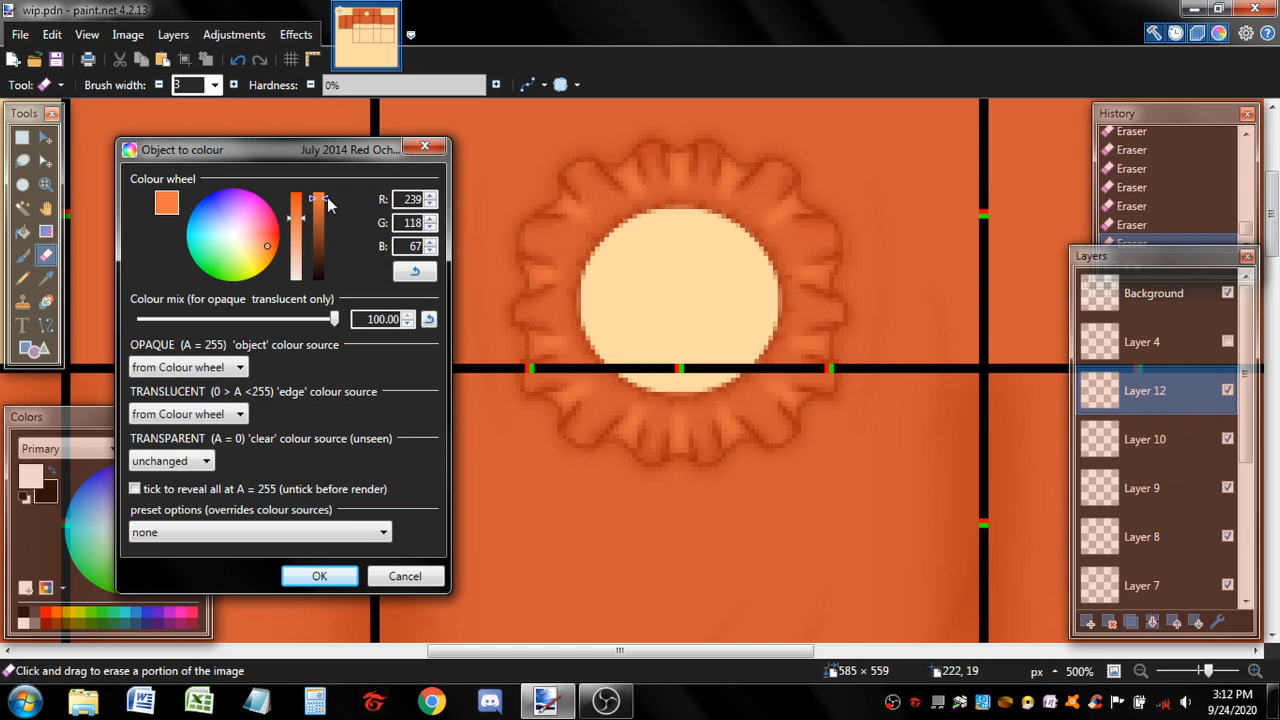 wip.pdn - paint.net 4.2.13
File Edit View Image Layers Adjustments Effects
Tool: Brush width: 3 Hardness: 0%
Tools
Object to colour July 2014 Red Och...
Colour wheel
R: 239
G: 118
B: 67
Colour mix (for opaque translucent only)
100.00
OPAQUE (A = 255) 'object' colour source
from Colour wheel
TRANSLUCENT (0 > A <255) 'edge' colour source
from Colour wheel
TRANSPARENT (A = 0) 'clear' colour source (unseen)
unchanged
tick to reveal all at A = 255 (untick before render)
preset options (overrides colour sources)
none
OK Cancel
Colors
Primary
History
Eraser
Eraser
Eraser
Eraser
Eraser
Eraser
Layers
Background
Layer 4
Layer 12
Layer 10
Layer 9
Layer 8
Layer 7
Click and drag to erase a portion of the image
585 × 559
222, 19
px
500%
3:12 PM
9/24/2020